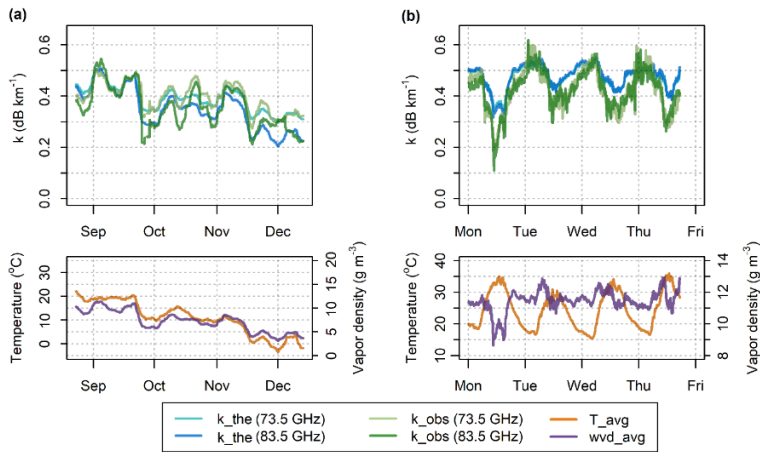 (a)
(b)
k (dB km⁻¹)
0.6
0.4
0.2
0.0
Sep
Oct
Nov
Dec
k (dB km⁻¹)
0.6
0.4
0.2
0.0
Mon
Tue
Wed
Thu
Fri
Temperature (°C)
30
20
10
0
Vapor density (g m⁻³)
20
15
10
5
0
Sep
Oct
Nov
Dec
Temperature (°C)
40
35
30
20
10
Vapor density (g m⁻³)
14
13
12
11
10
9
8
Mon
Tue
Wed
Thu
Fri
k_the (73.5 GHz)
k_obs (73.5 GHz)
T_avg
k_the (83.5 GHz)
k_obs (83.5 GHz)
wvd_avg